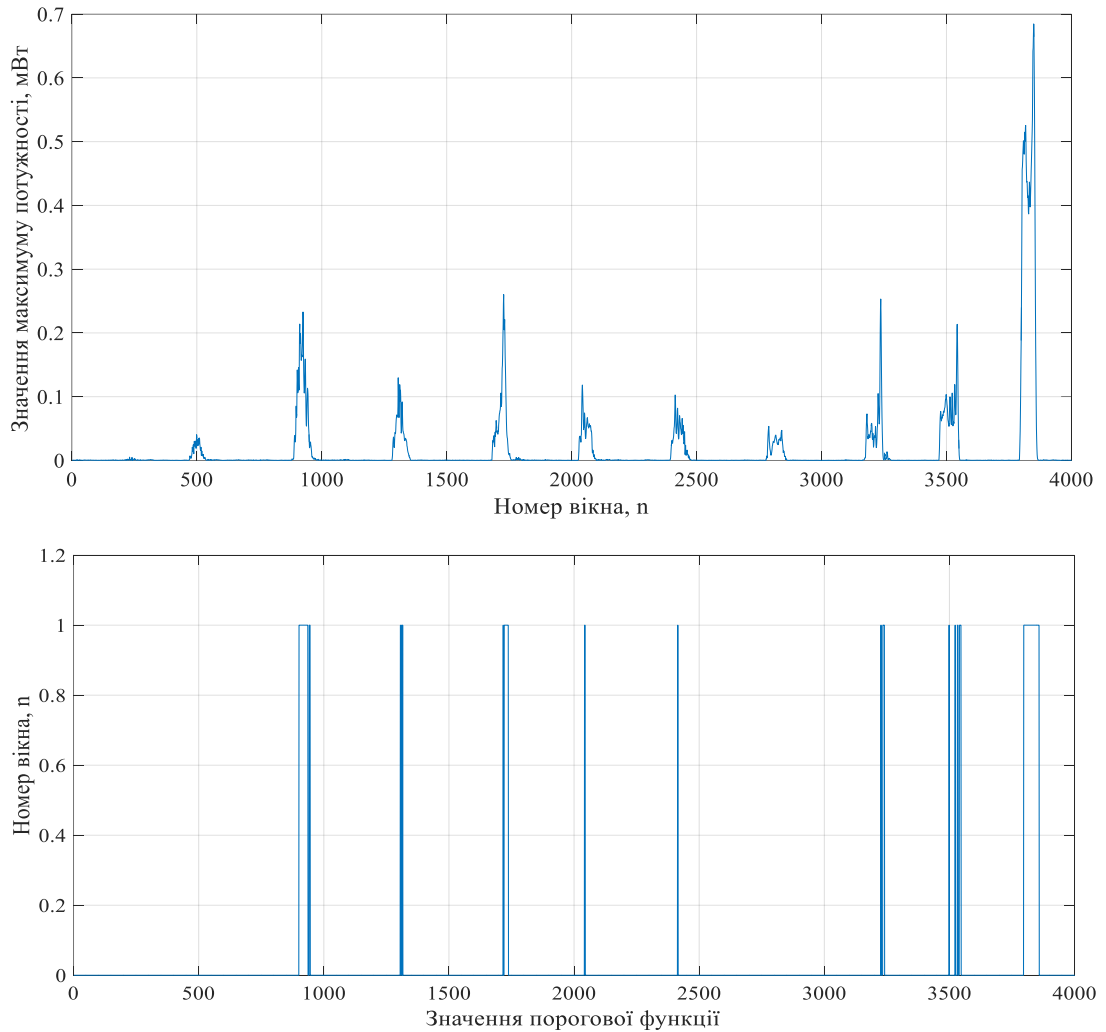 Значення максимуму потужності, мВт
0.7
0.6
0.5
0.4
0.3
0.2
0.1
0
0 500 1000 1500 2000 2500 3000 3500 4000
Номер вікна, n
Номер вікна, n
1.2
1
0.8
0.6
0.4
0.2
0
0 500 1000 1500 2000 2500 3000 3500 4000
Значення порогової функції